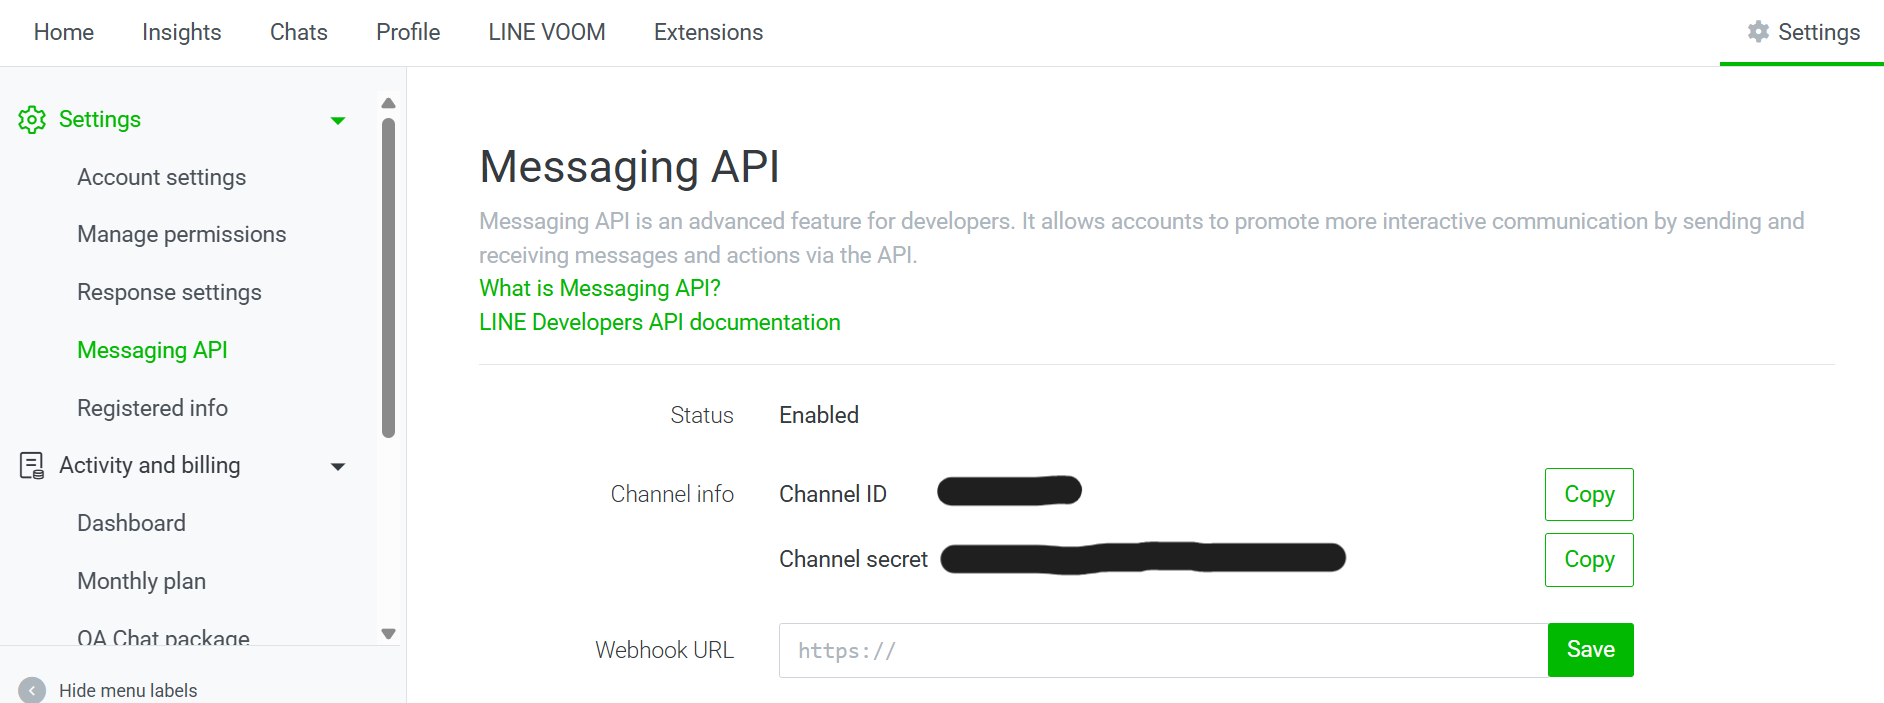 Home Insights Chats Profile LINE VOOM Extensions Settings
Settings
Account settings
Manage permissions
Response settings
Messaging API
Registered info
Activity and billing
Dashboard
Monthly plan
OA Chat package
Hide menu labels
Messaging API
Messaging API is an advanced feature for developers. It allows accounts to promote more interactive communication by sending and
receiving messages and actions via the API.
What is Messaging API?
LINE Developers API documentation
Status Enabled
Channel info Channel ID Copy
Channel secret Copy
Webhook URL https:// Save